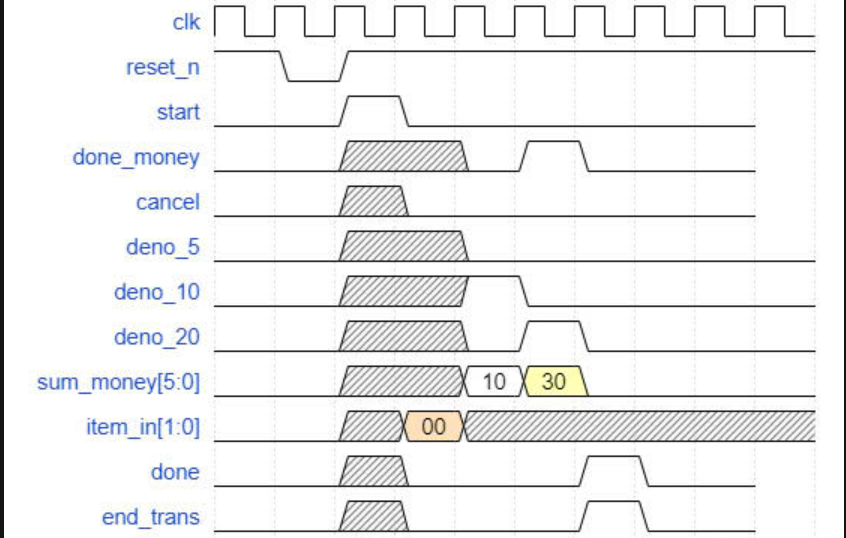 clk
reset_n
start
done_money
cancel
deno_5
deno_10
deno_20
sum_money[5:0] 10 30
item_in[1:0] 00
done
end_trans